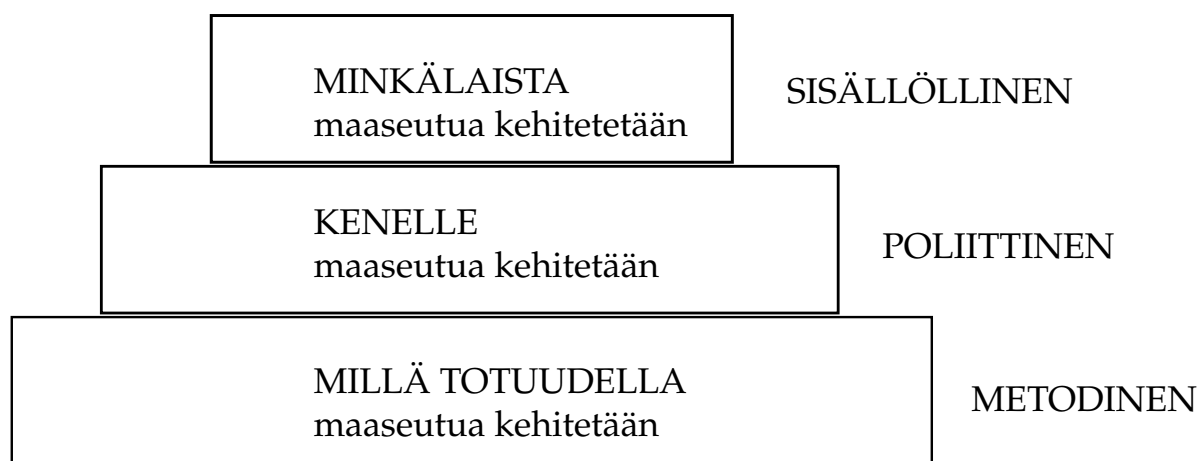 MINKÄLAISTA
maaseutua kehitetetään
SISÄLLÖLLINEN
KENELLE
maaseutua kehitetään
POLIITTINEN
MILLÄ TOTUUDELLA
maaseutua kehitetään
METODINEN